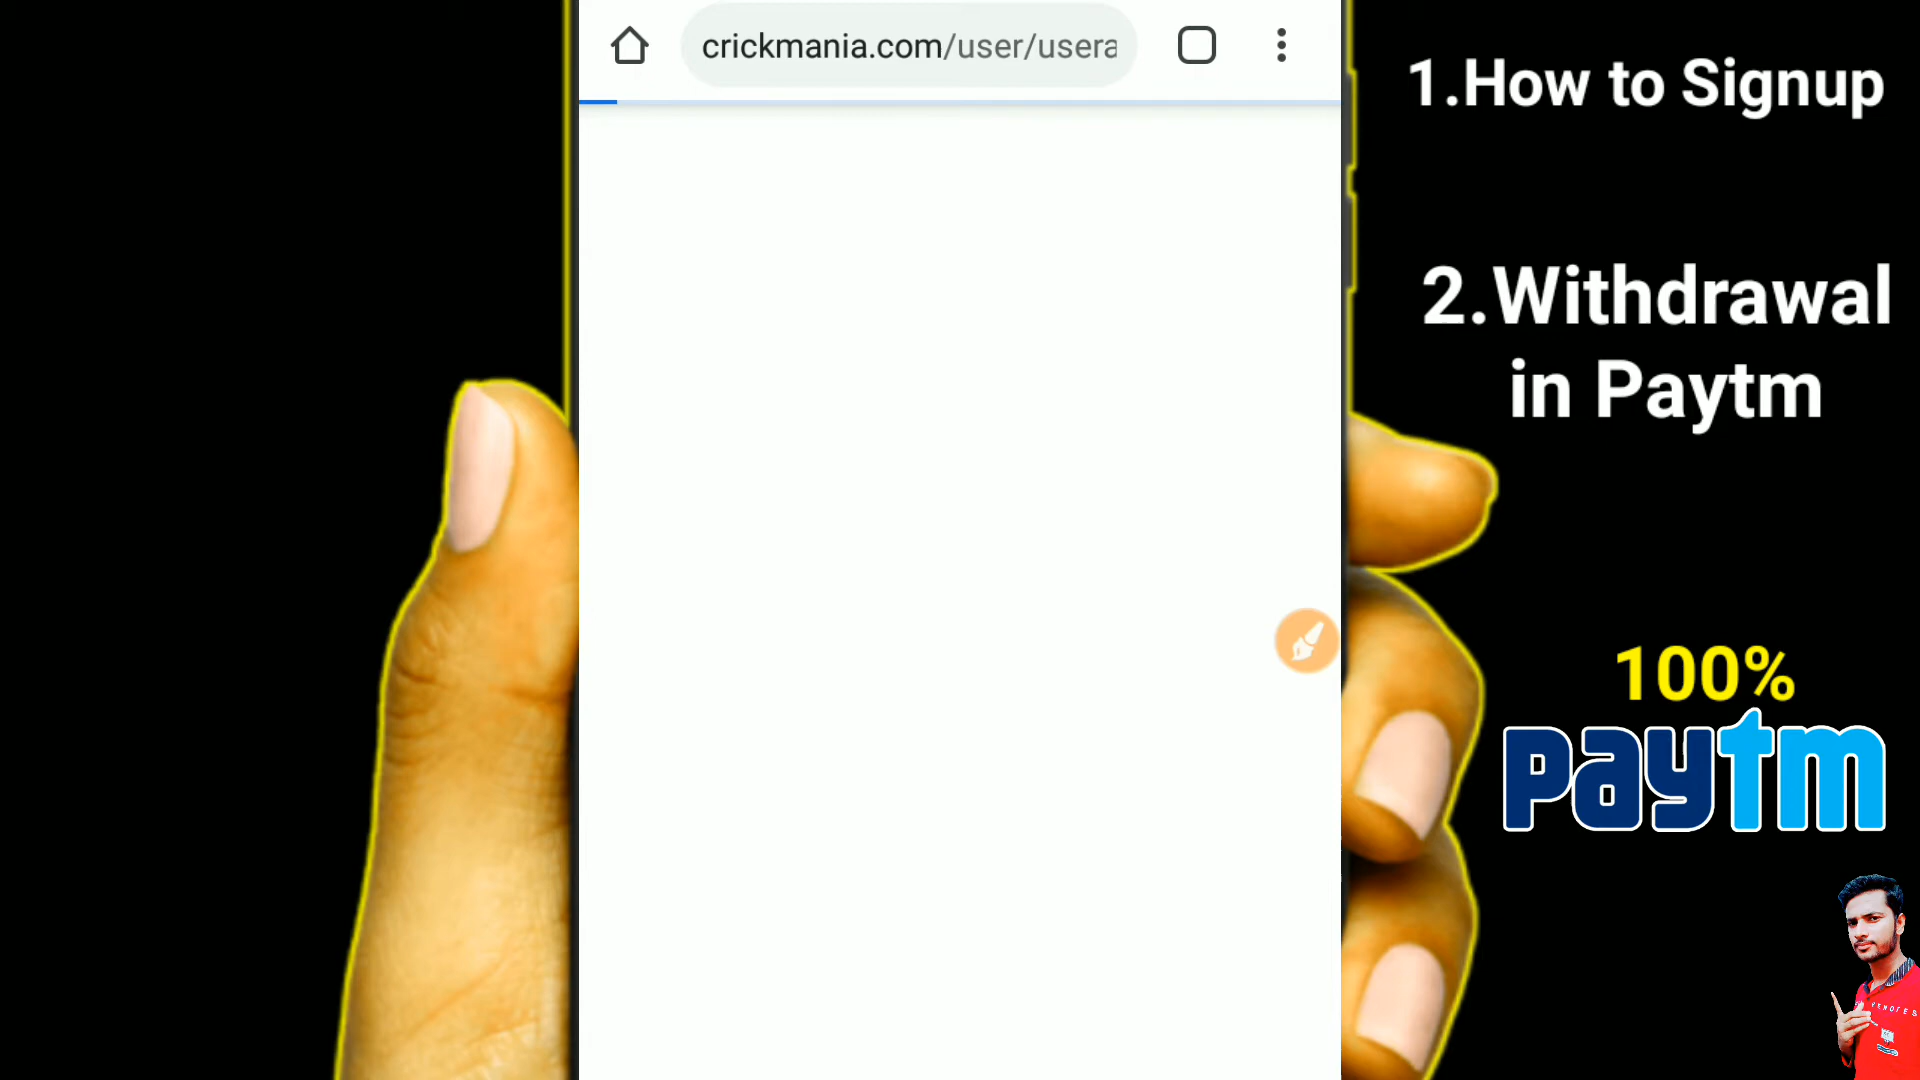 crickmania.com/user/usera
1.How to Signup
2.Withdrawal
in Paytm
100%
paytm